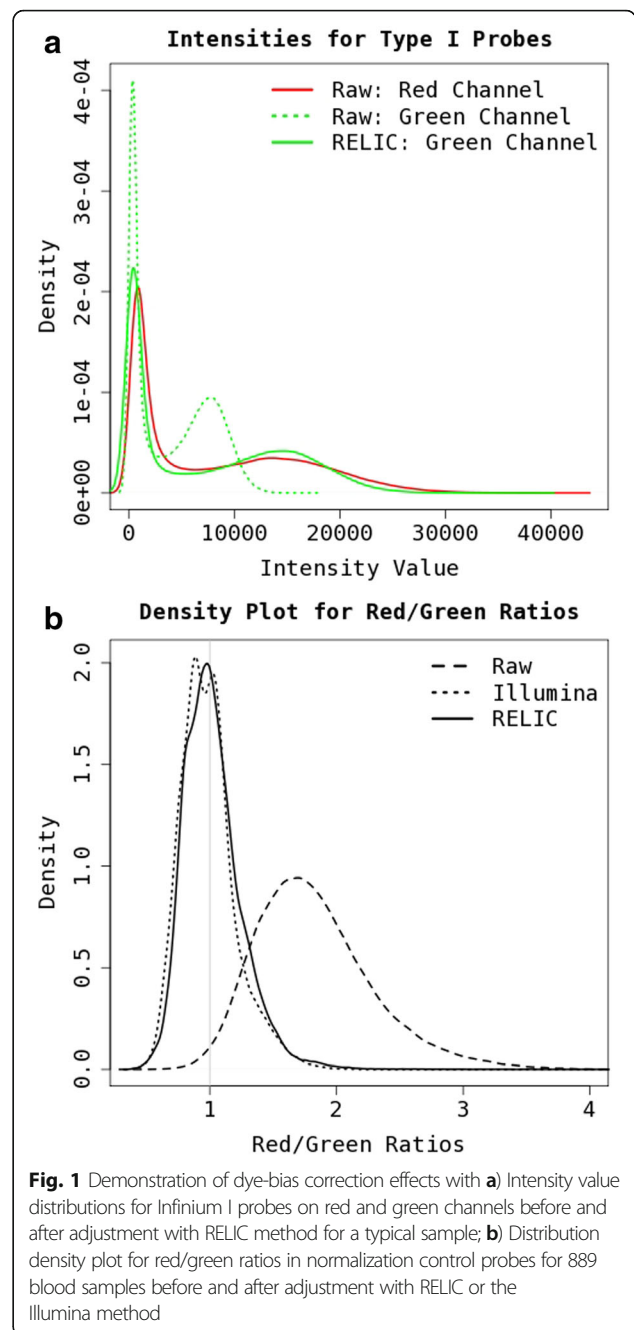 a
Intensities for Type I Probes
Raw: Red Channel
Raw: Green Channel
RELIC: Green Channel
Density
0e+00 1e-04 2e-04 3e-04 4e-04
0 10000 20000 30000 40000
Intensity Value
b
Density Plot for Red/Green Ratios
Raw
Illumina
RELIC
Density
0.0 0.5 1.0 1.5 2.0
1 2 3 4
Red/Green Ratios
Fig. 1 Demonstration of dye-bias correction effects with a) Intensity value
distributions for Infinium I probes on red and green channels before and
after adjustment with RELIC method for a typical sample; b) Distribution
density plot for red/green ratios in normalization control probes for 889
blood samples before and after adjustment with RELIC or the
Illumina method